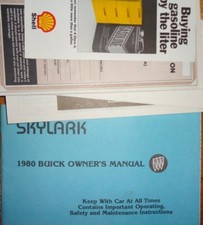 Shell
Buying
gasoline
by the liter
ON
SKYLARK
1980 BUICK OWNER'S MANUAL
Keep With Car At All Times
Contains Important Operating,
Safety and Maintenance Instructions